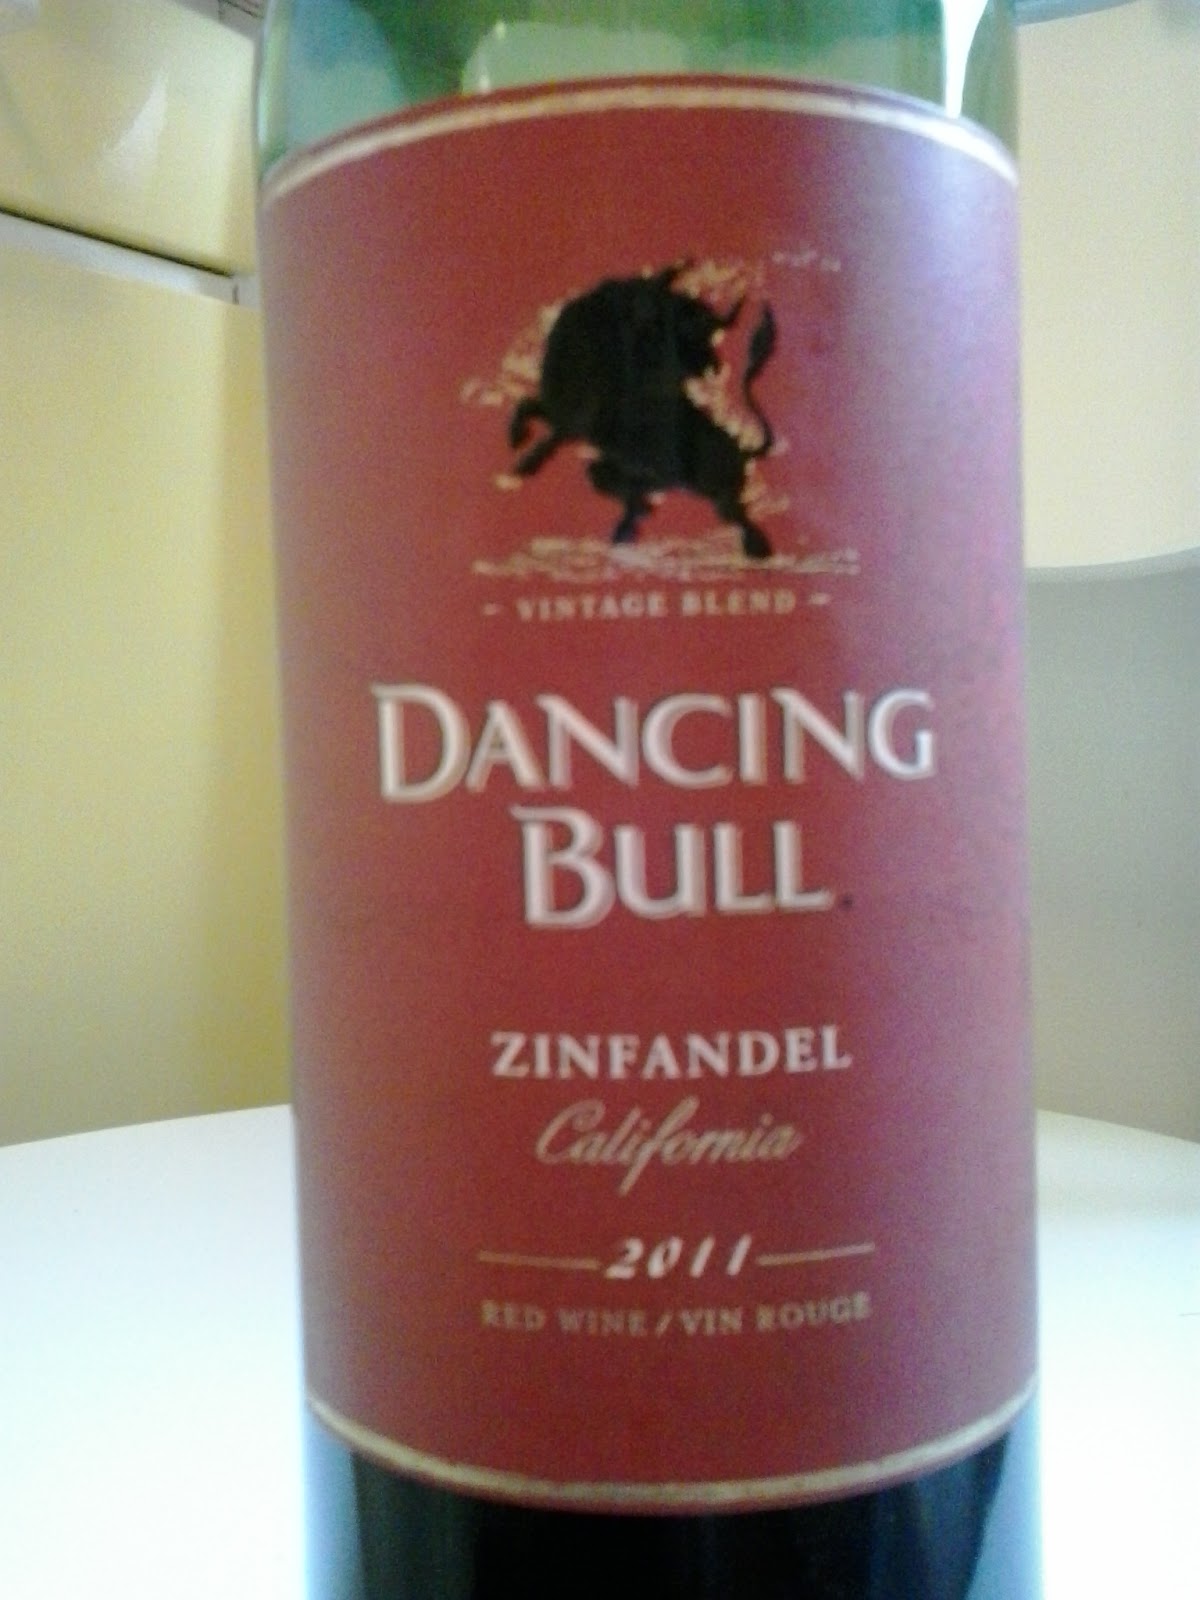 - VINTAGE BLEND -
DANCING
BULL
ZINFANDEL
California
2011
RED WINE / VIN ROUGE